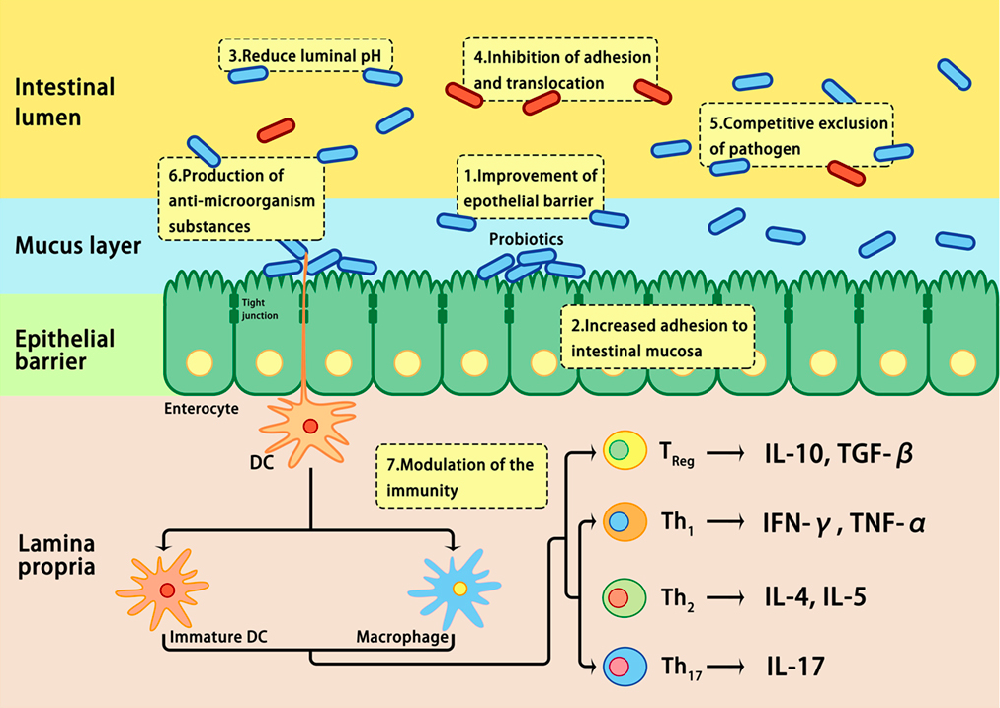 3.Reduce luminal pH
4.Inhibition of adhesion
and translocation
Intestinal
lumen
5.Competitive exclusion
of pathogen
6.Production of
anti-microorganism
substances
1.Improvement of
epothelial barrier
Mucus layer
Probiotics
Tight
junction
2.Increased adhesion to
intestinal mucosa
Epithelial
barrier
Enterocyte
DC
7.Modulation of the
immunity
TReg
IL-10, TGF-β
Th1
IFN-γ, TNF-α
Lamina
propria
Th2
IL-4, IL-5
Immature DC
Macrophage
Th17
IL-17